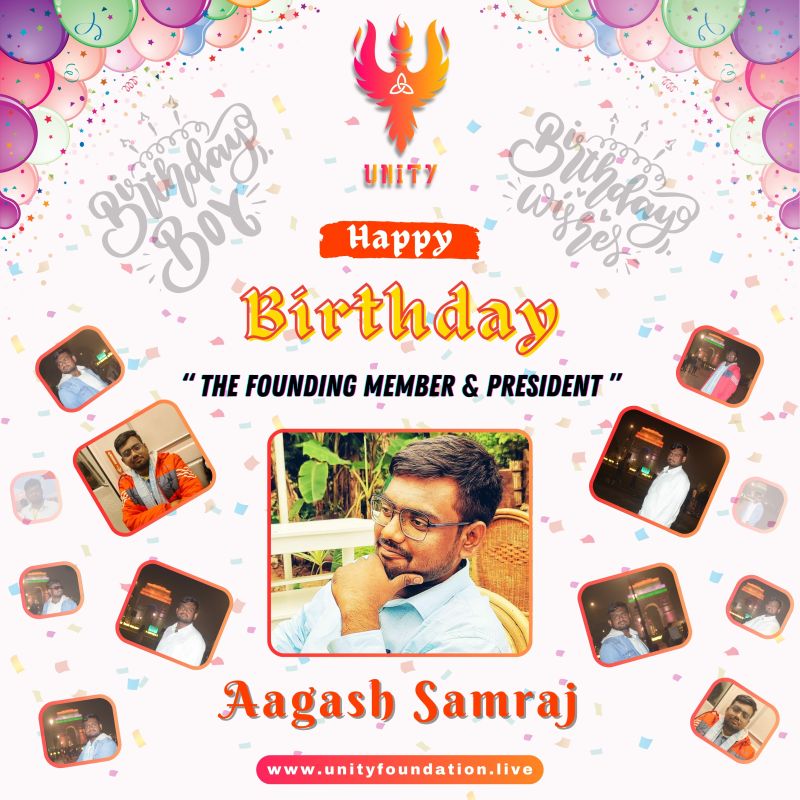 UNiTY
Birthday
Boy
Birthday
Wishes
Happy
Birthday
“ THE FOUNDING MEMBER & PRESIDENT ”
Aagash Samraj
www.unityfoundation.live